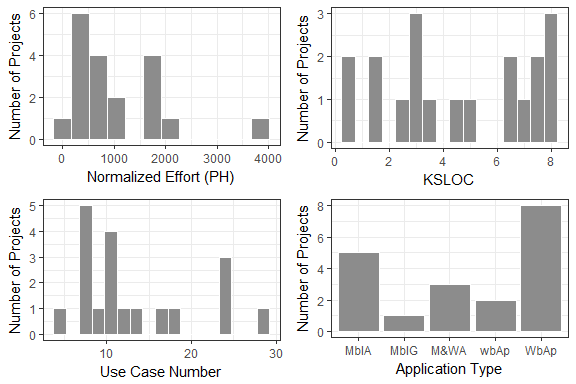 Number of Projects
6
4
2
0
0
1000
2000
3000
4000
Normalized Effort (PH)
Number of Projects
3
2
1
0
0
2
4
6
8
KSLOC
Number of Projects
5
4
3
2
1
0
10
20
30
Use Case Number
Number of Projects
8
6
4
2
0
MblA
MblG
M&WA
wbAp
WbAp
Application Type